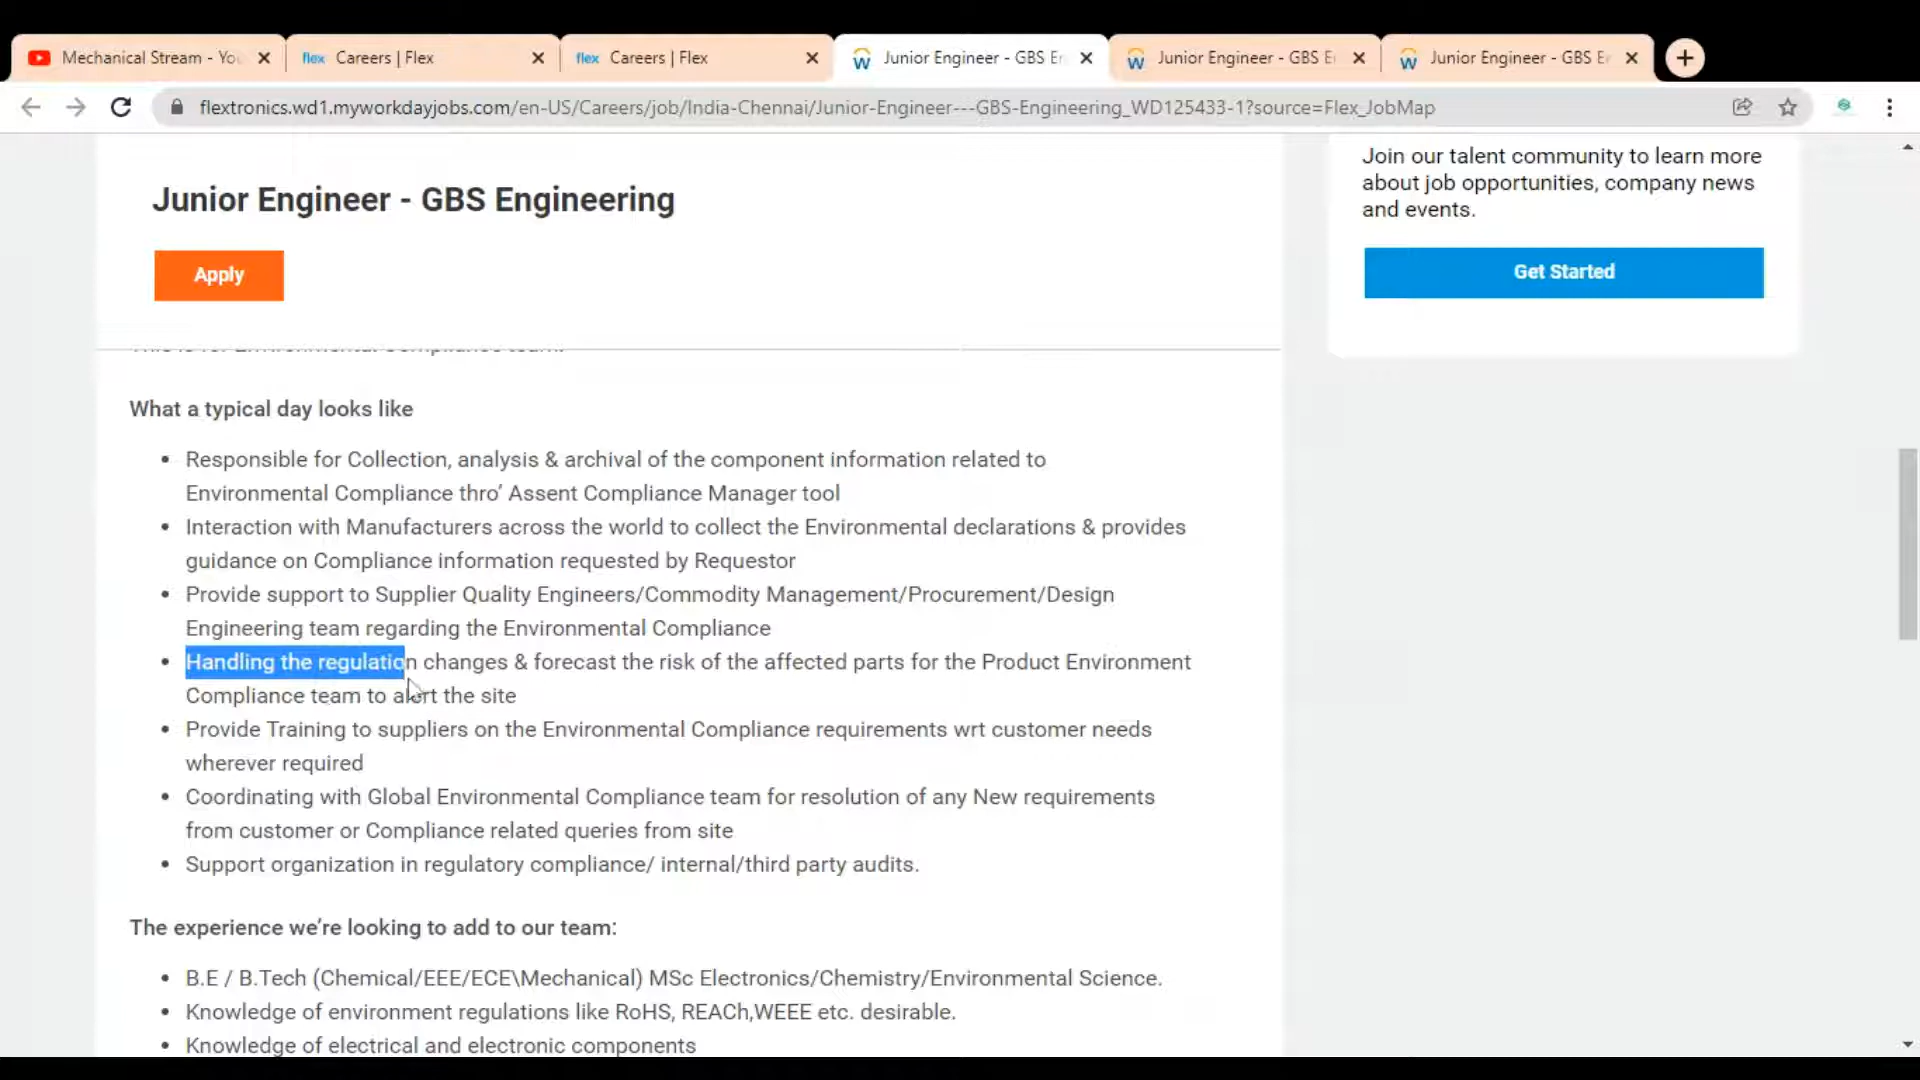 Mechanical Stream - You
flex Careers | Flex
flex Careers | Flex
Junior Engineer - GBS En
Junior Engineer - GBS E
Junior Engineer - GBS E
flextronics.wd1.myworkdayjobs.com/en-US/Careers/job/India-Chennai/Junior-Engineer---GBS-Engineering_WD125433-1?source=Flex_JobMap
Join our talent community to learn more
about job opportunities, company news
and events.
Get Started
Junior Engineer - GBS Engineering
Apply
This is for Environmental Compliance team.
What a typical day looks like
• Responsible for Collection, analysis & archival of the component information related to
Environmental Compliance thro’ Assent Compliance Manager tool
• Interaction with Manufacturers across the world to collect the Environmental declarations & provides
guidance on Compliance information requested by Requestor
• Provide support to Supplier Quality Engineers/Commodity Management/Procurement/Design
Engineering team regarding the Environmental Compliance
• Handling the regulation changes & forecast the risk of the affected parts for the Product Environment
Compliance team to alert the site
• Provide Training to suppliers on the Environmental Compliance requirements wrt customer needs
wherever required
• Coordinating with Global Environmental Compliance team for resolution of any New requirements
from customer or Compliance related queries from site
• Support organization in regulatory compliance/ internal/third party audits.
The experience we’re looking to add to our team:
• B.E / B.Tech (Chemical/EEE/ECE\Mechanical) MSc Electronics/Chemistry/Environmental Science.
• Knowledge of environment regulations like RoHS, REACh,WEEE etc. desirable.
• Knowledge of electrical and electronic components